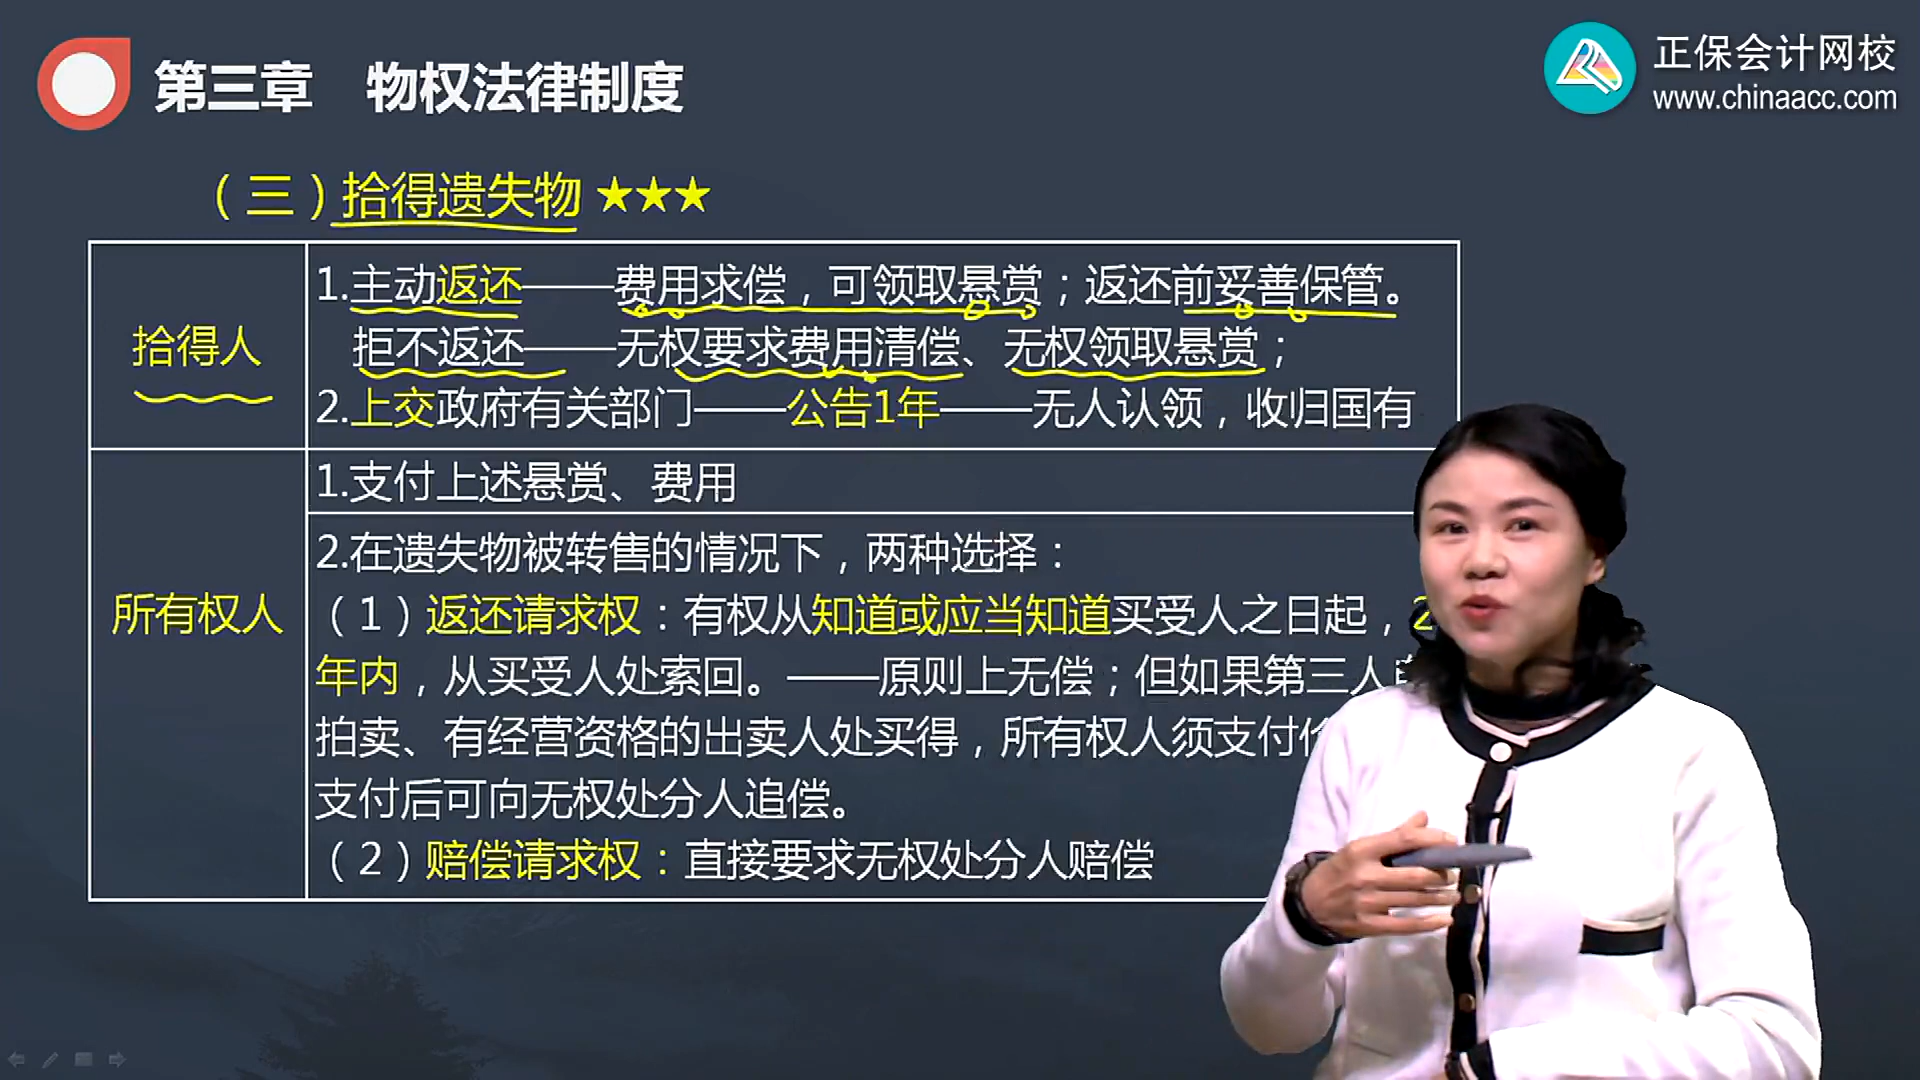 第三章 物权法律制度
正保会计网校
www.chinaacc.com
（三）拾得遗失物 ★★★
拾得人
1.主动返还——费用求偿，可领取悬赏；返还前妥善保管。
拒不返还——无权要求费用清偿、无权领取悬赏；
2.上交政府有关部门——公告1年——无人认领，收归国有
所有权人
1.支付上述悬赏、费用
2.在遗失物被转售的情况下，两种选择：
（1）返还请求权：有权从知道或应当知道买受人之日起，2
年内，从买受人处索回。——原则上无偿；但如果第三人
拍卖、有经营资格的出卖人处买得，所有权人须支付
支付后可向无权处分人追偿。
（2）赔偿请求权：直接要求无权处分人赔偿